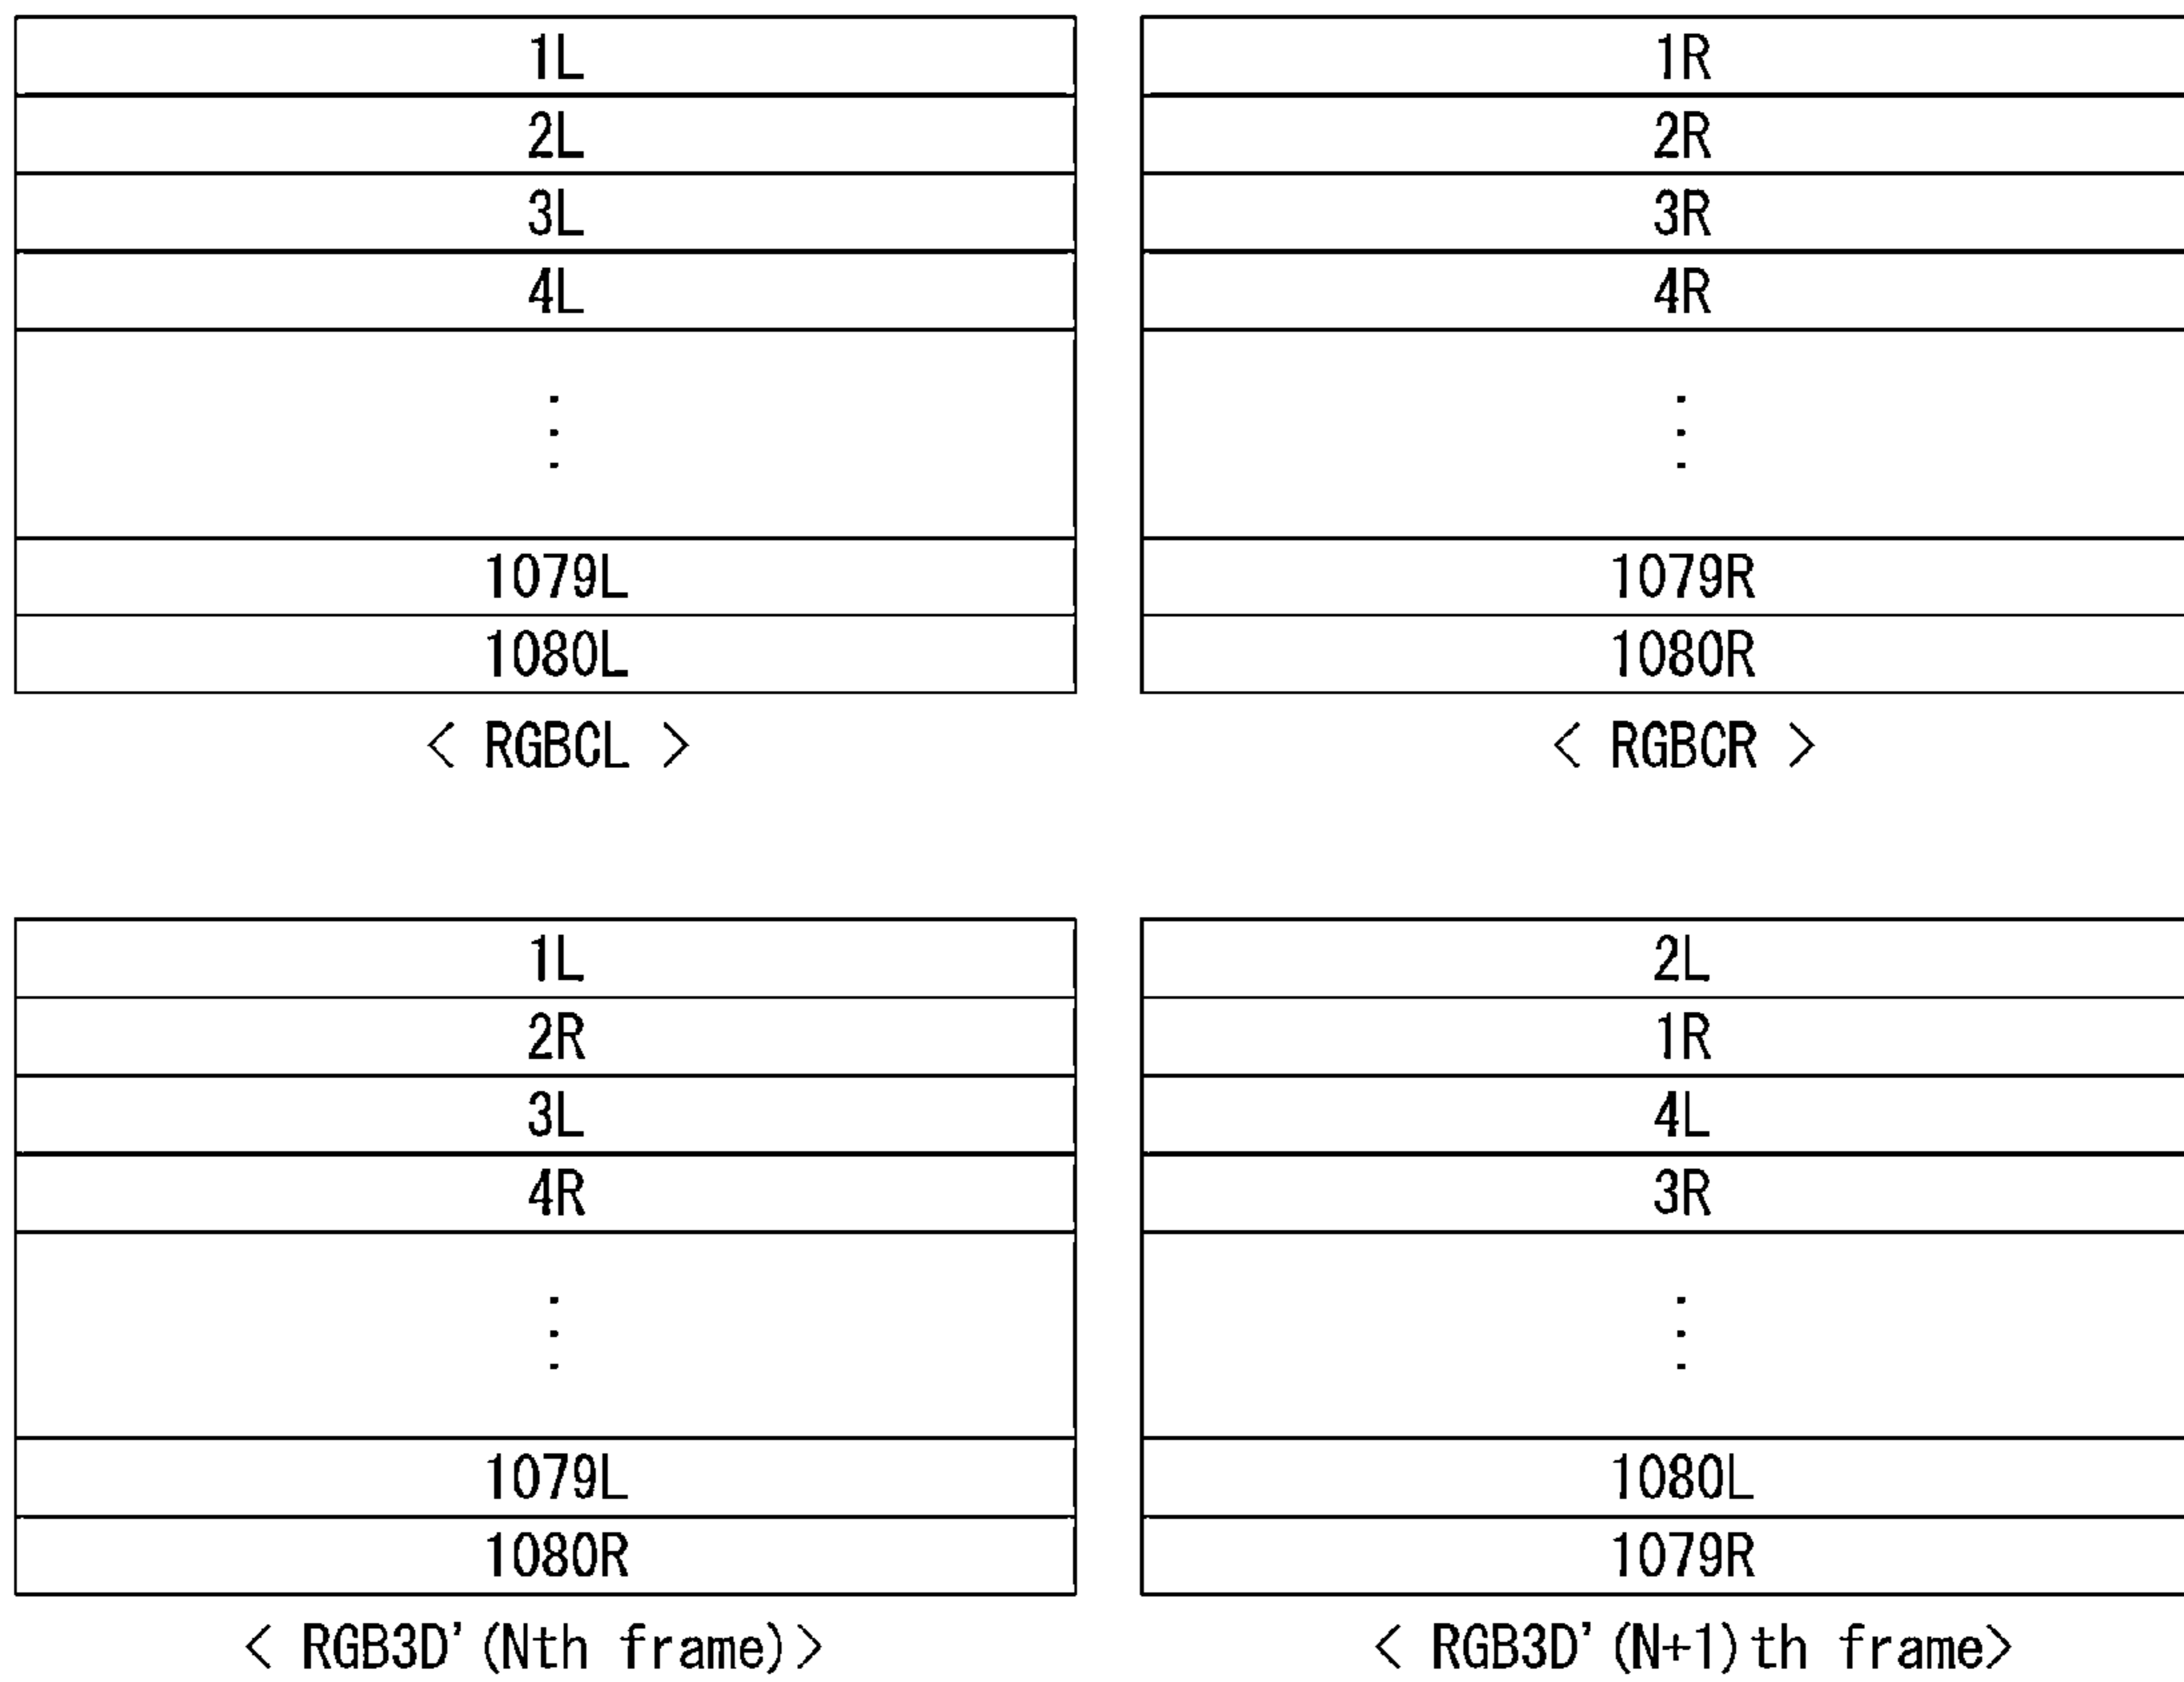 1L
2L
3L
4L
⋮
1079L
1080L
< RGBCL >
1R
2R
3R
4R
⋮
1079R
1080R
< RGBCR >
1L
2R
3L
4R
⋮
1079L
1080R
< RGB3D'(Nth frame)>
2L
1R
4L
3R
⋮
1080L
1079R
< RGB3D'(N+1)th frame>